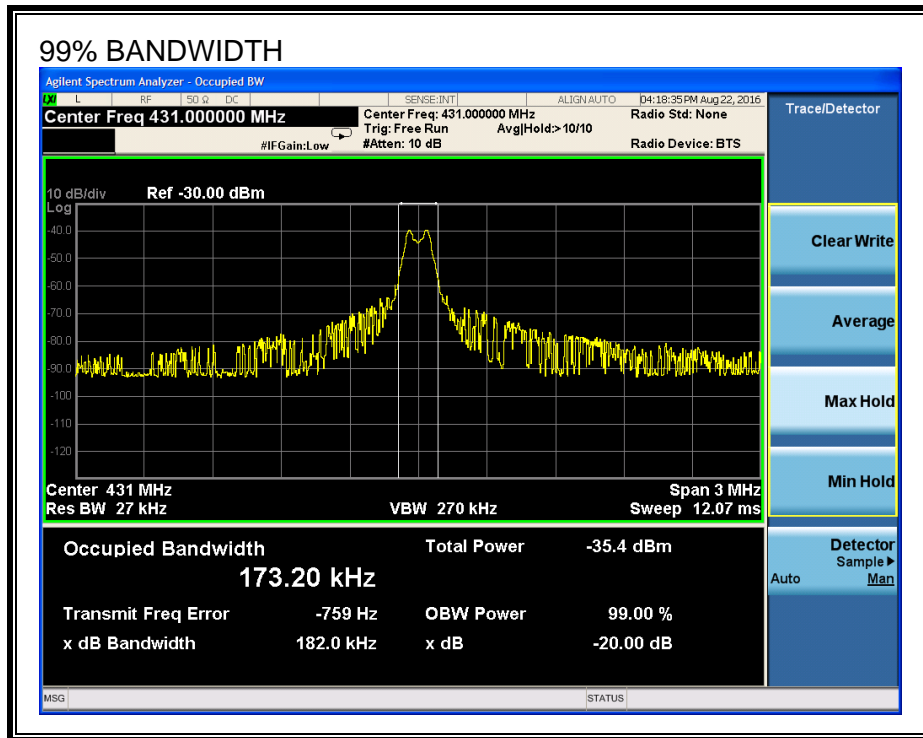 99% BANDWIDTH
Agilent Spectrum Analyzer - Occupied BW
LXI L RF 50 Ω DC SENSE:INT ALIGN AUTO 04:18:35 PM Aug 22, 2016
Center Freq 431.000000 MHz Center Freq: 431.000000 MHz Radio Std: None
Trig: Free Run Avg|Hold:>10/10
#IFGain:Low #Atten: 10 dB Radio Device: BTS
Trace/Detector
10 dB/div Ref -30.00 dBm
Log
-40.0
-50.0
-60.0
-70.0
-80.0
-90.0
-100
-110
-120
Center 431 MHz Span 3 MHz
Res BW 27 kHz VBW 270 kHz Sweep 12.07 ms
Occupied Bandwidth Total Power -35.4 dBm
173.20 kHz
Transmit Freq Error -759 Hz OBW Power 99.00 %
x dB Bandwidth 182.0 kHz x dB -20.00 dB
Clear Write
Average
Max Hold
Min Hold
Detector
Sample▶
Auto Man
MSG STATUS